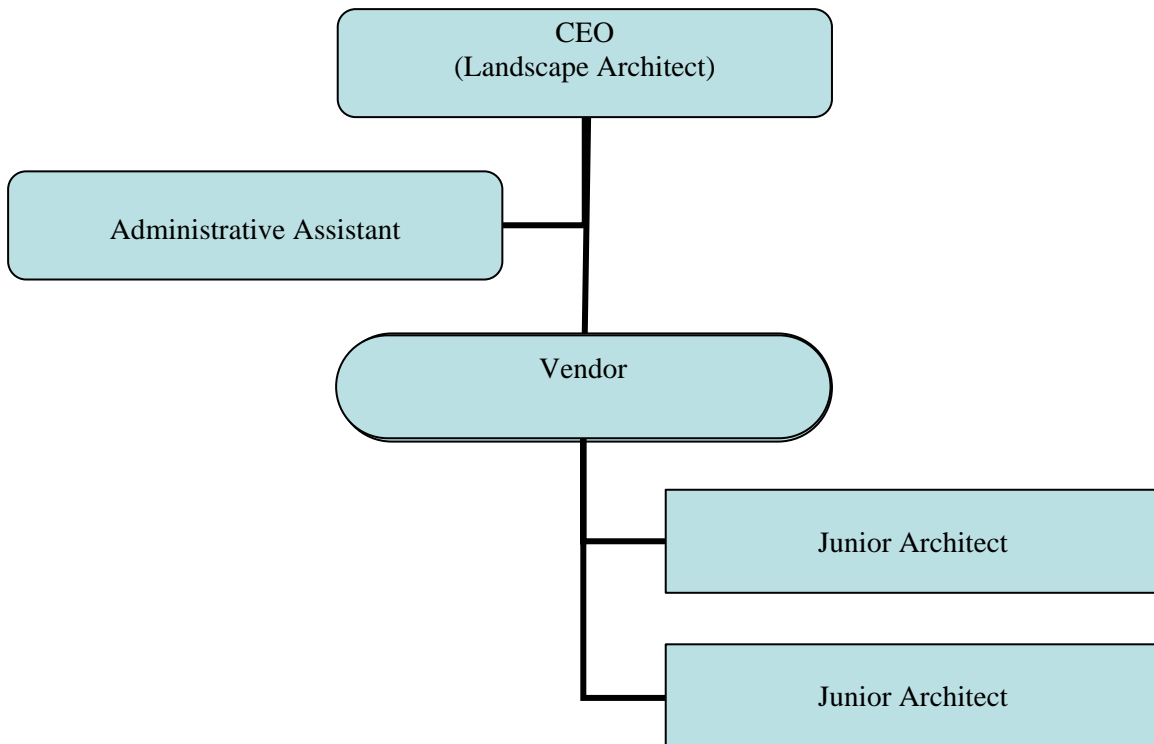 CEO
(Landscape Architect)
Administrative Assistant
Vendor
Junior Architect
Junior Architect